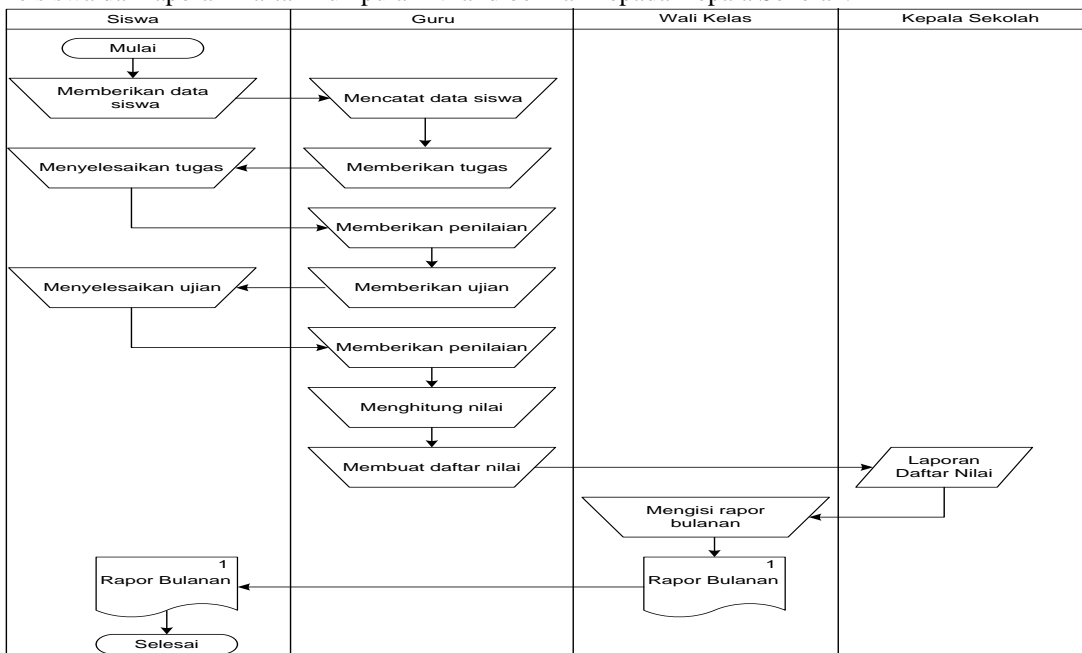 Siswa
Guru
Wali Kelas
Kepala Sekolah
Mulai
Memberikan data
siswa
Mencatat data siswa
Menyelesaikan tugas
Memberikan tugas
Memberikan penilaian
Menyelesaikan ujian
Memberikan ujian
Memberikan penilaian
Menghitung nilai
Membuat daftar nilai
Laporan
Daftar Nilai
Mengisi rapor
bulanan
1
Rapor Bulanan
1
Rapor Bulanan
Selesai